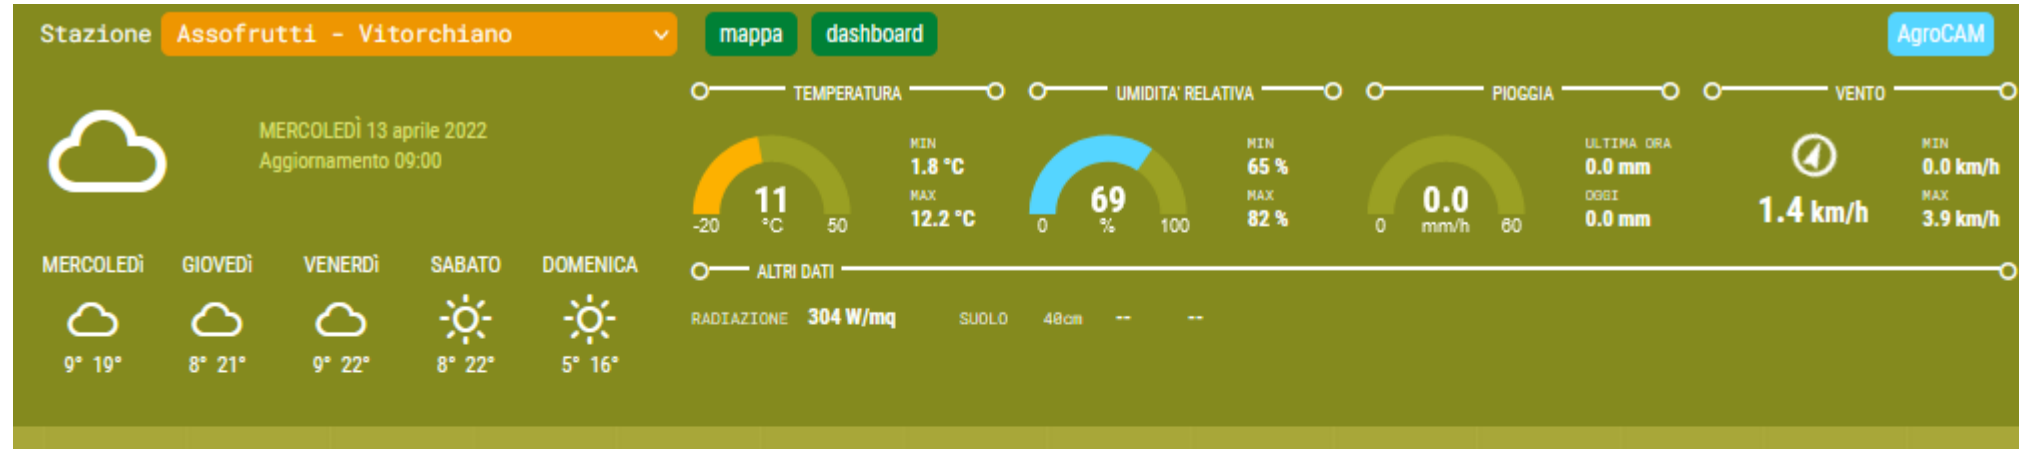 Stazione Assofrutti - Vitorchiano mappa dashboard AgroCAM
MERCOLEDÌ 13 aprile 2022
Aggiornamento 09:00
TEMPERATURA
11
°C
-20 50
MIN
1.8 °C
MAX
12.2 °C
UMIDITA' RELATIVA
69
%
0 100
MIN
65 %
MAX
82 %
PIOGGIA
0.0
mm/h
0 60
ULTIMA ORA
0.0 mm
OGGI
0.0 mm
VENTO
1.4 km/h
MIN
0.0 km/h
MAX
3.9 km/h
MERCOLEDÌ GIOVEDÌ VENERDÌ SABATO DOMENICA
9° 19° 8° 21° 9° 22° 8° 22° 5° 16°
ALTRI DATI
RADIAZIONE 304 W/mq SUOLO 40cm -- --